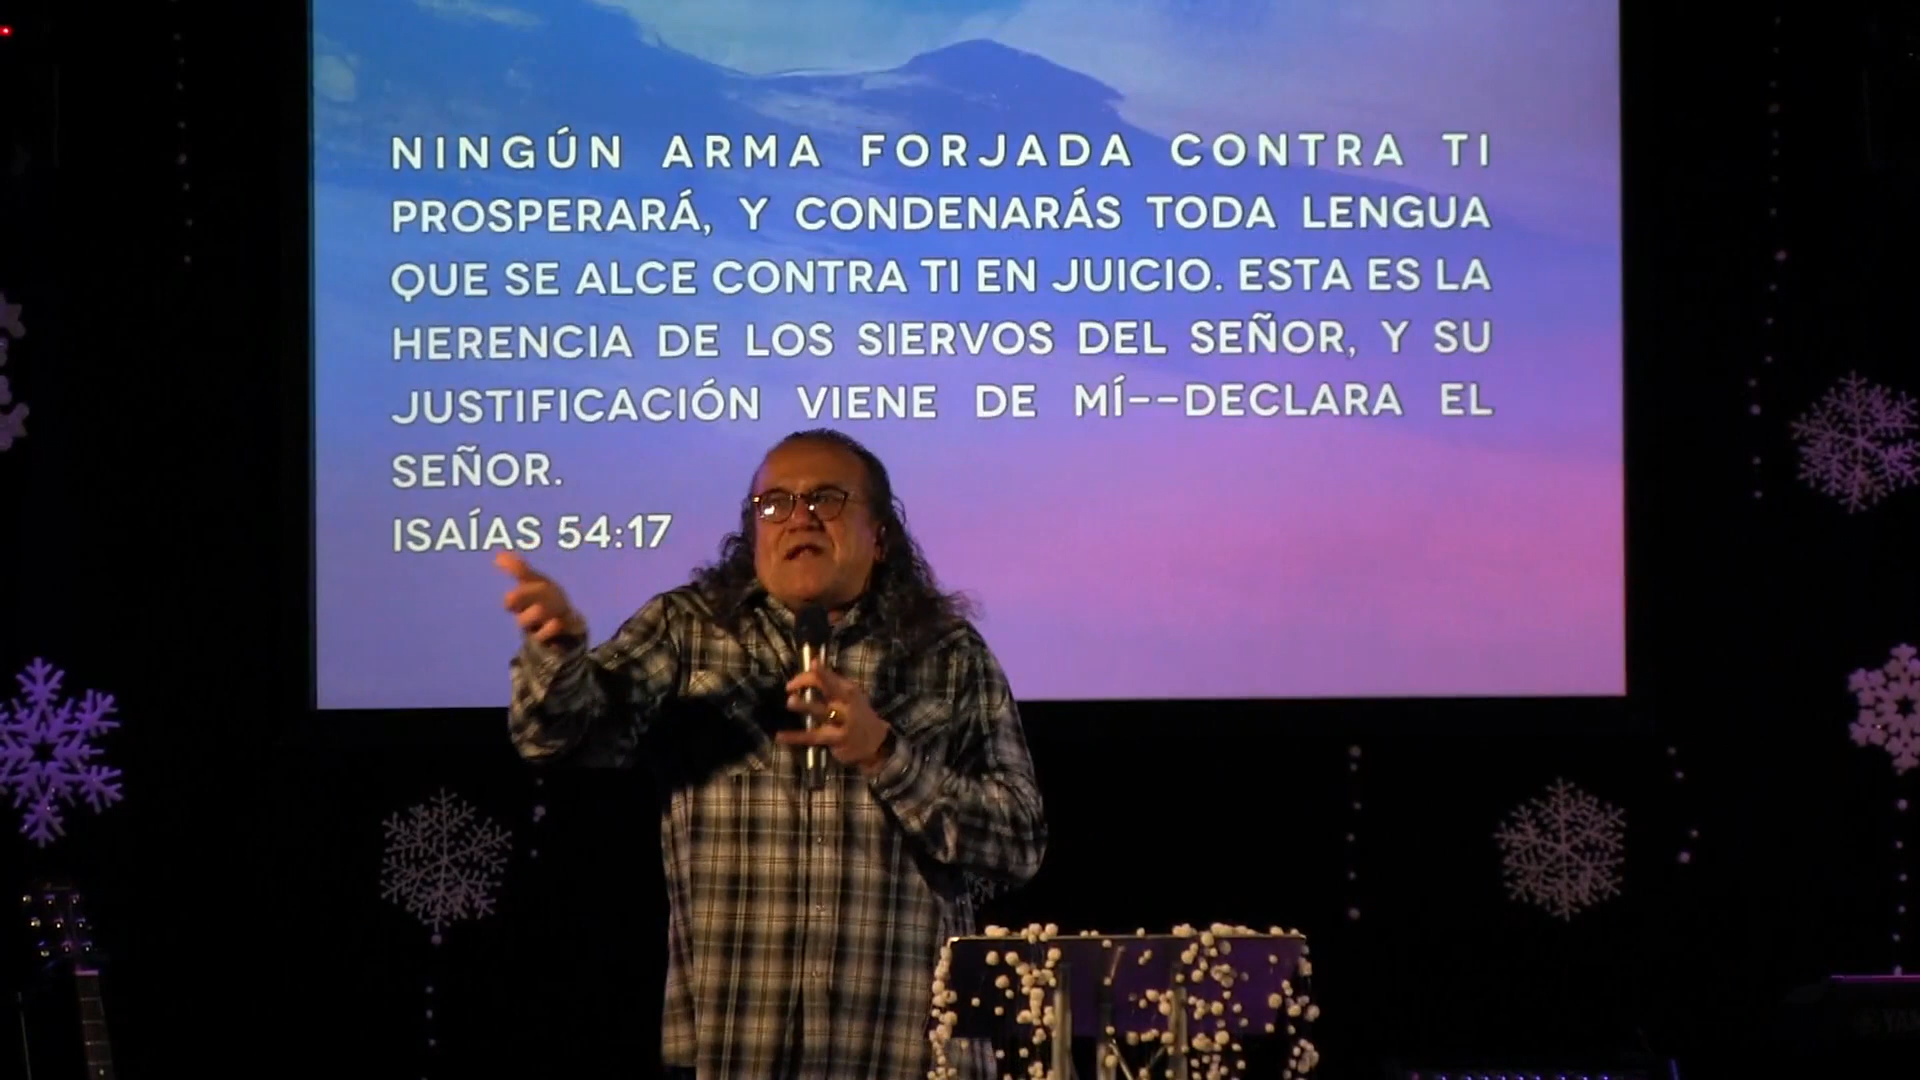 NINGÚN ARMA FORJADA CONTRA TI
PROSPERARÁ, Y CONDENARÁS TODA LENGUA
QUE SE ALCE CONTRA TI EN JUICIO. ESTA ES LA
HERENCIA DE LOS SIERVOS DEL SEÑOR, Y SU
JUSTIFICACIÓN VIENE DE MÍ--DECLARA EL
SEÑOR.
ISAÍAS 54:17